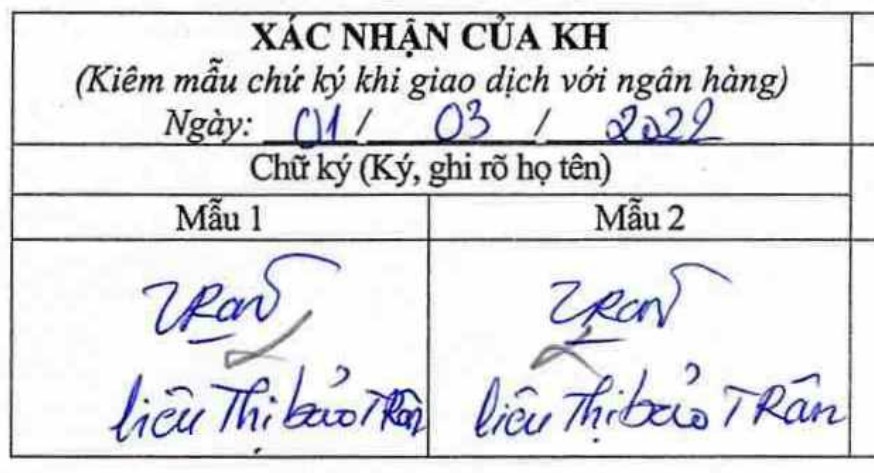 XÁC NHẬN CỦA KH
(Kiêm mẫu chứ ký khi giao dịch với ngân hàng)
Ngày: 01 / 03 / 2022
Chữ ký (Ký, ghi rõ họ tên)
Mẫu 1 Mẫu 2
TRan TRan
liêu Thị bảo TRân liêu Thị bảo TRân